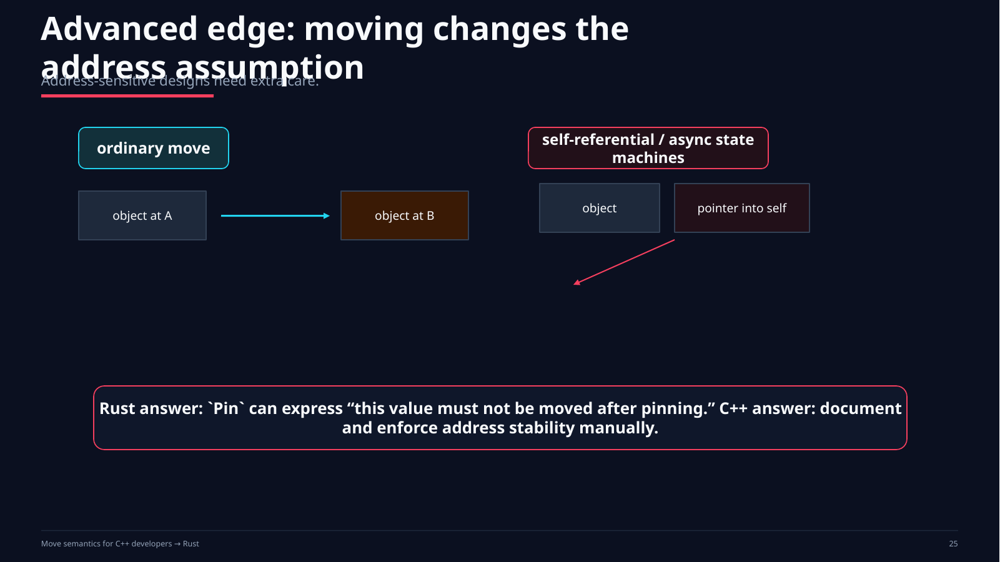 Advanced edge: moving changes the
address assumption
Address-sensitive designs need extra care.
ordinary move
self-referential / async state
machines
object at A
object at B
object
pointer into self
Rust answer: `Pin` can express “this value must not be moved after pinning.” C++ answer: document
and enforce address stability manually.
Move semantics for C++ developers → Rust
25